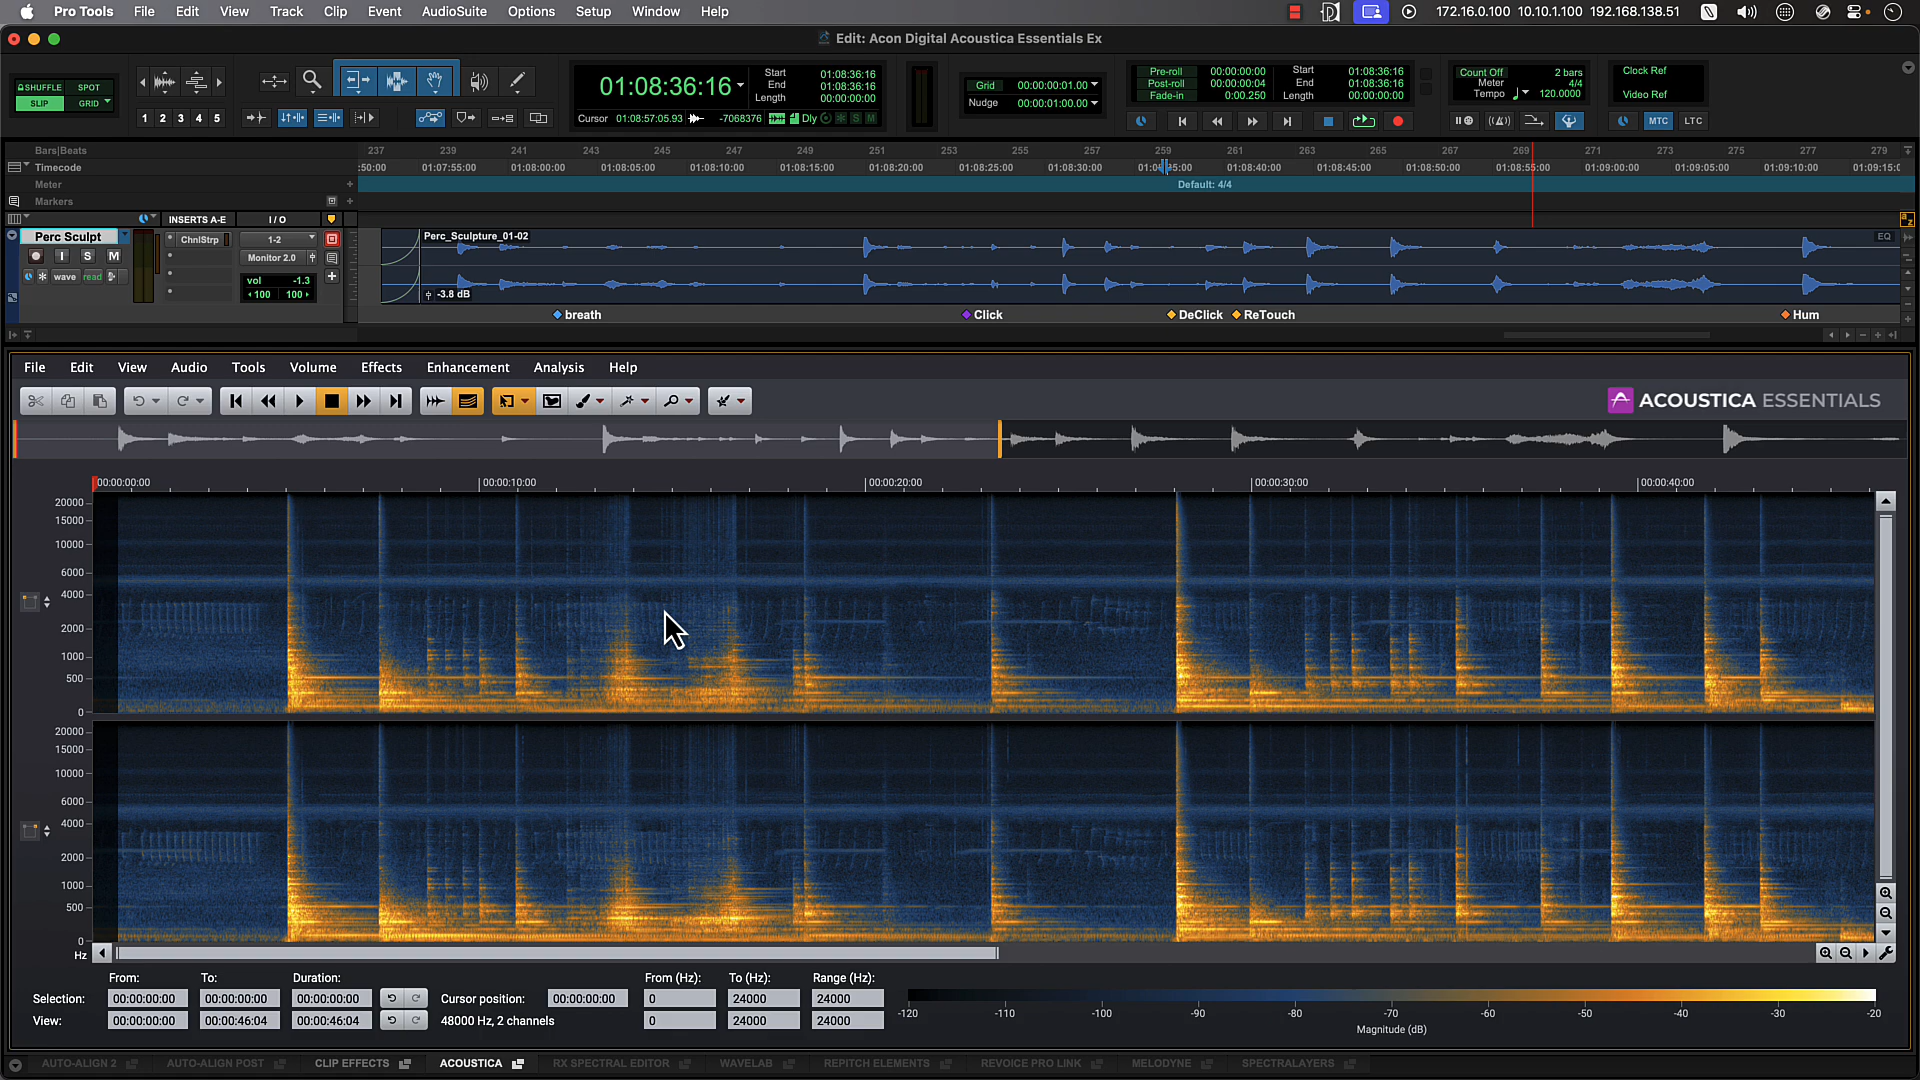 Pro Tools File Edit View Track Clip Event AudioSuite Options Setup Window Help 172.16.0.100 10.10.1.100 192.168.138.51
Edit: Acon Digital Acoustica Essentials Ex
SHUFFLE SPOT
SLIP GRID
1 2 3 4 5
01:08:36:16
Start 01:08:36:16
End 01:08:36:16
Length 00:00:00:00
Cursor 01:08:57:05.93 -7068376 Dly S M
Grid 00:00:00:01.00
Nudge 00:00:01:00.00
Pre-roll 00:00:00:00 Start 01:08:36:16
Post-roll 00:00:00:04 End 01:08:36:16
Fade-in 0:00.250 Length 00:00:00:00
Count Off 2 bars
Meter 4/4
Tempo 120.0000
Clock Ref
Video Ref
MTC LTC
Bars|Beats 237 239 241 243 245 247 249 251 253 255 257 259 261 263 265 267 269 271 273 275 277 279
Timecode :50:00 01:07:55:00 01:08:00:00 01:08:05:00 01:08:10:00 01:08:15:00 01:08:20:00 01:08:25:00 01:08:30:00 01:08:40:00 01:08:45:00 01:08:50:00 01:08:55:00 01:09:00:00 01:09:05:00 01:09:10:00 01:09:15:0
Meter Default: 4/4
Markers
INSERTS A-E I / O
Perc Sculpt ChnlStrp 1-2 Perc_Sculpture_01-02 EQ
I S M Monitor 2.0
wave read vol -1.3
100 100 -3.8 dB
breath Click DeClick ReTouch Hum
File Edit View Audio Tools Volume Effects Enhancement Analysis Help
ACOUSTICA ESSENTIALS
00:00:00:00 00:00:10:00 00:00:20:00 00:00:30:00 00:00:40:00
20000
15000
10000
6000
4000
2000
1000
500
0
20000
15000
10000
6000
4000
2000
1000
500
0
Hz
From: To: Duration: From (Hz): To (Hz): Range (Hz):
Selection: 00:00:00:00 00:00:00:00 00:00:00:00 Cursor position: 00:00:00:00 0 24000 24000
View: 00:00:00:00 00:00:46:04 00:00:46:04 48000 Hz, 2 channels 0 24000 24000
-120 -110 -100 -90 -80 -70 -60 -50 -40 -30 -20
Magnitude (dB)
AUTO-ALIGN 2 AUTO-ALIGN POST CLIP EFFECTS ACOUSTICA RX SPECTRAL EDITOR WAVELAB REPITCH ELEMENTS REVOICE PRO LINK MELODYNE SPECTRALAYERS